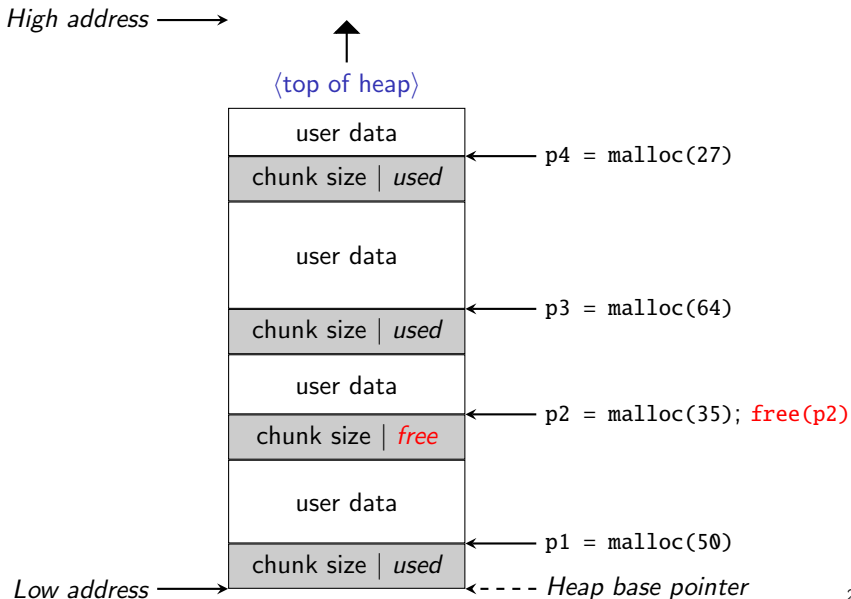 High address
⟨top of heap⟩
user data
p4 = malloc(27)
chunk size | used
user data
p3 = malloc(64)
chunk size | used
user data
p2 = malloc(35); free(p2)
chunk size | free
user data
p1 = malloc(50)
chunk size | used
Low address
Heap base pointer
2